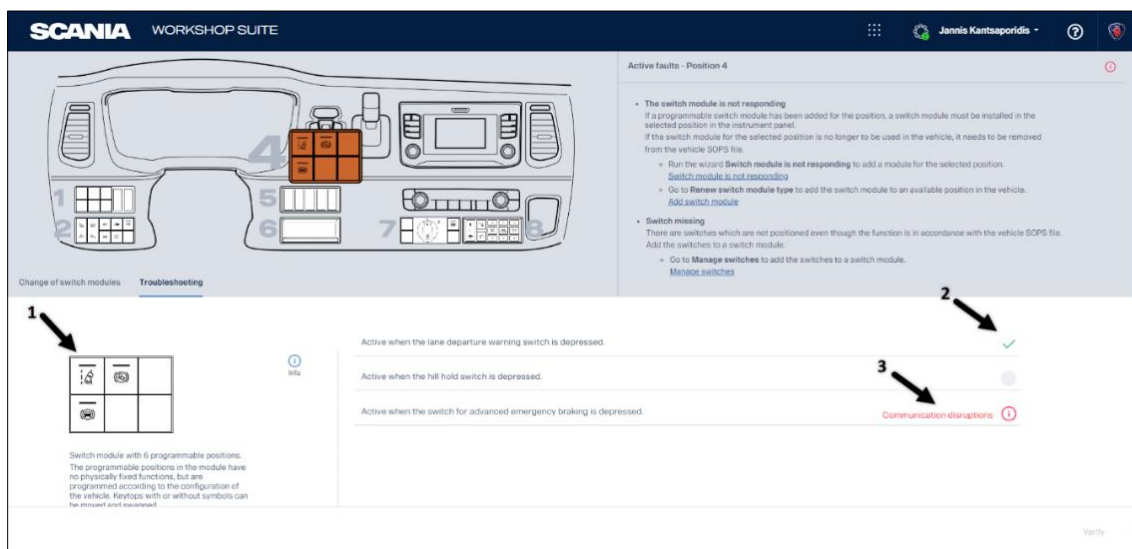 SCANIA WORKSHOP SUITE
Jannis Kantsaporidis
1
2
4
5
6
7
8
Change of switch modules Troubleshooting
Active faults - Position 4
The switch module is not responding
If a programmable switch module has been added for the position, a switch module must be installed in the
selected position in the instrument panel.
If the switch module for the selected position is no longer to be used in the vehicle, it needs to be removed
from the vehicle SOPS file.
Run the wizard Switch module is not responding to add a module for the selected position.
Switch module is not responding
Go to Renew switch module type to add the switch module to an available position in the vehicle.
Add switch module
Switch missing
There are switches which are not positioned even though the function is in accordance with the vehicle SOPS file.
Add the switches to a switch module.
Go to Manage switches to add the switches to a switch module.
Manage switches
1
Info
Switch module with 6 programmable positions.
The programmable positions in the module have
no physically fixed functions, but are
programmed according to the configuration of
the vehicle. Keytops with or without symbols can
be moved and swapped
2
Active when the lane departure warning switch is depressed.
Active when the hill hold switch is depressed.
3
Active when the switch for advanced emergency braking is depressed.
Communication disruptions
Verify